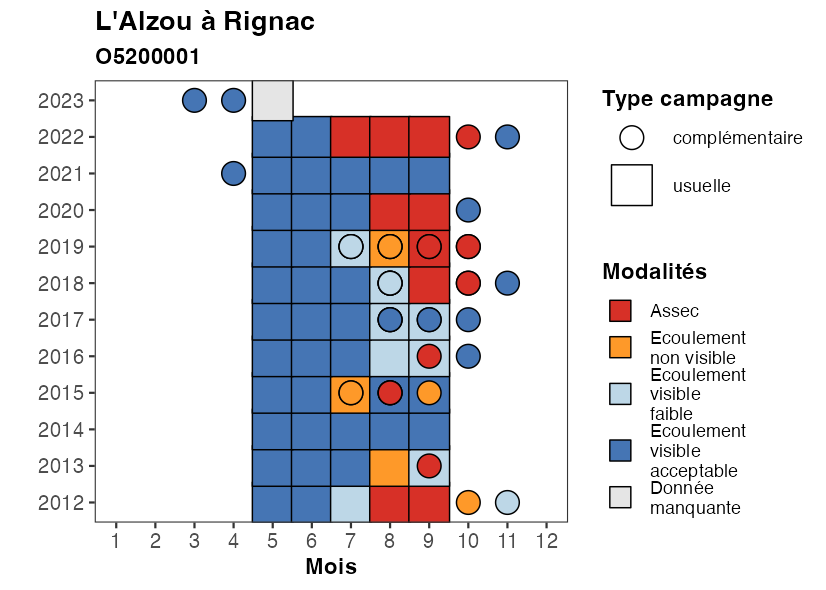 L'Alzou à Rignac
O5200001
2023
2022
2021
2020
2019
2018
2017
2016
2015
2014
2013
2012
1 2 3 4 5 6 7 8 9 10 11 12
Mois
Type campagne
complémentaire
usuelle
Modalités
Assec
Ecoulement
non visible
Ecoulement
visible
faible
Ecoulement
visible
acceptable
Donnée
manquante